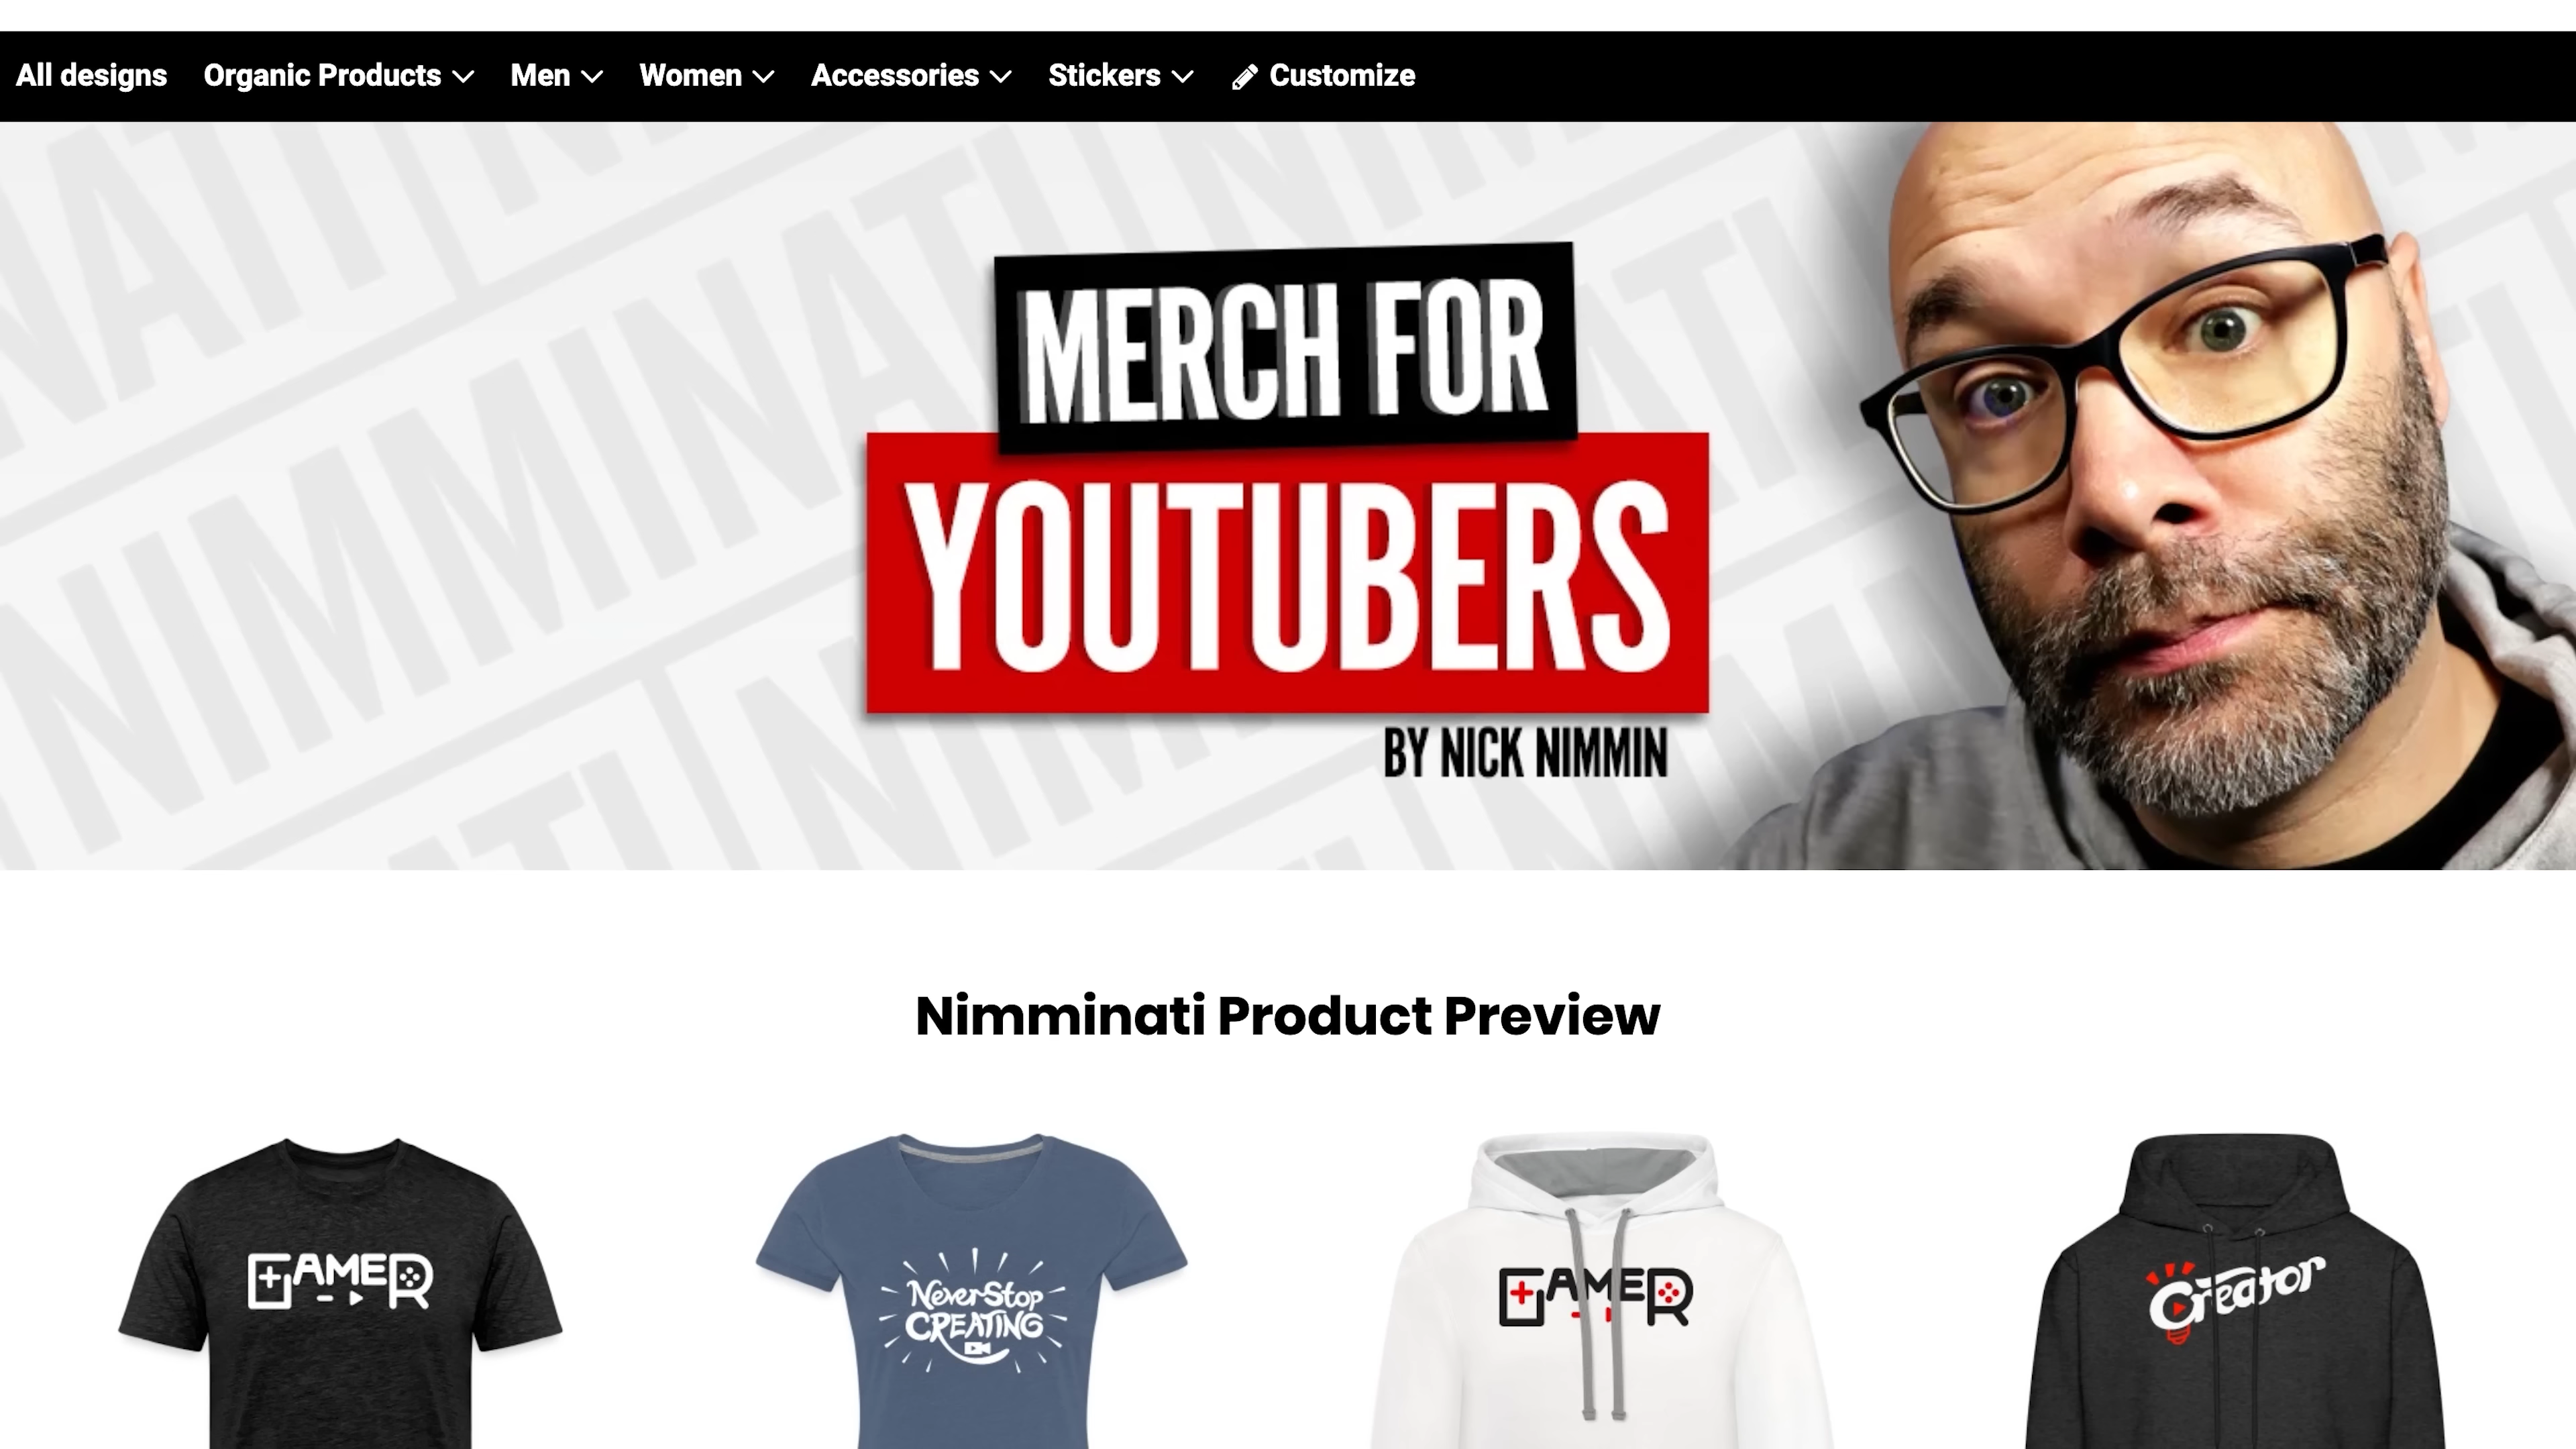 All designs Organic Products Men Women Accessories Stickers Customize
NIMMINATI
MERCH FOR
YOUTUBERS
BY NICK NIMMIN
Nimminati Product Preview
GAMER
Never Stop
CREATING
GAMER
Creator